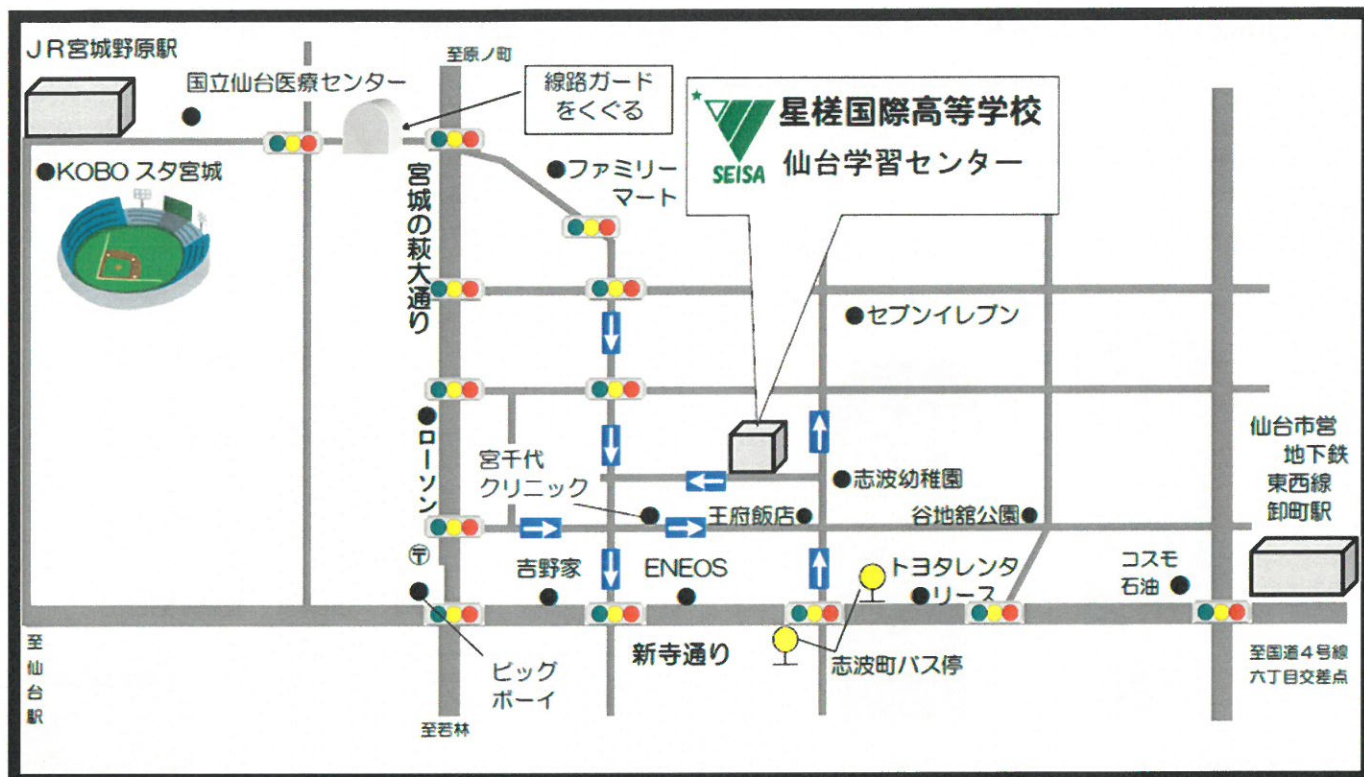 JR宮城野原駅
国立仙台医療センター
至原ノ町
線路ガード
をくぐる
星槎国際高等学校
仙台学習センター
SEISA
KOBOスタ宮城
ファミリー
マート
宮城の萩大通り
セブンイレブン
ローソン
宮千代
クリニック
志波幼稚園
王府飯店
谷地舘公園
仙台市営
地下鉄
東西線
卸町駅
〒
吉野家
ENEOS
トヨタレンタ
リース
コスモ
石油
新寺通り
志波町バス停
ビッグ
ボーイ
至仙台駅
至若林
至国道4号線
六丁目交差点